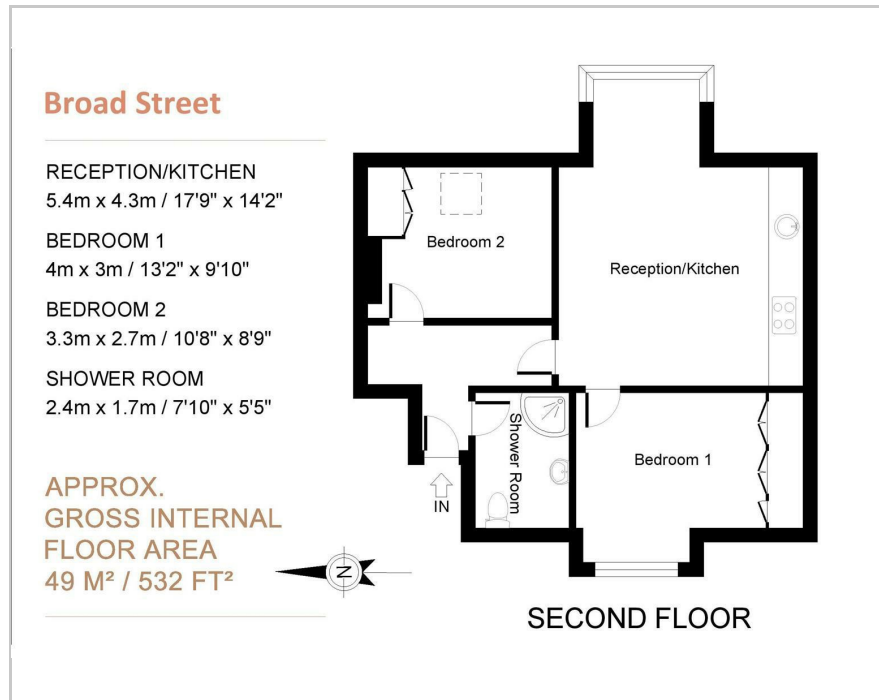 Broad Street
RECEPTION/KITCHEN
5.4m x 4.3m / 17'9" x 14'2"
BEDROOM 1
4m x 3m / 13'2" x 9'10"
BEDROOM 2
3.3m x 2.7m / 10'8" x 8'9"
SHOWER ROOM
2.4m x 1.7m / 7'10" x 5'5"
APPROX.
GROSS INTERNAL
FLOOR AREA
49 M² / 532 FT²
Bedroom 2
Reception/Kitchen
Shower Room
Bedroom 1
IN
N
SECOND FLOOR